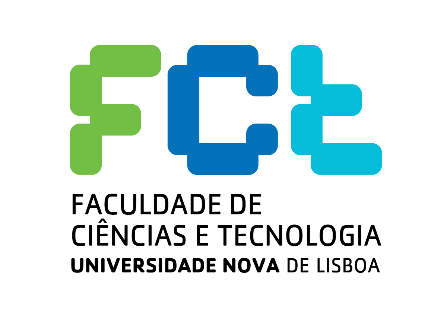 FCt
FACULDADE DE
CIÊNCIAS E TECNOLOGIA
UNIVERSIDADE NOVA DE LISBOA